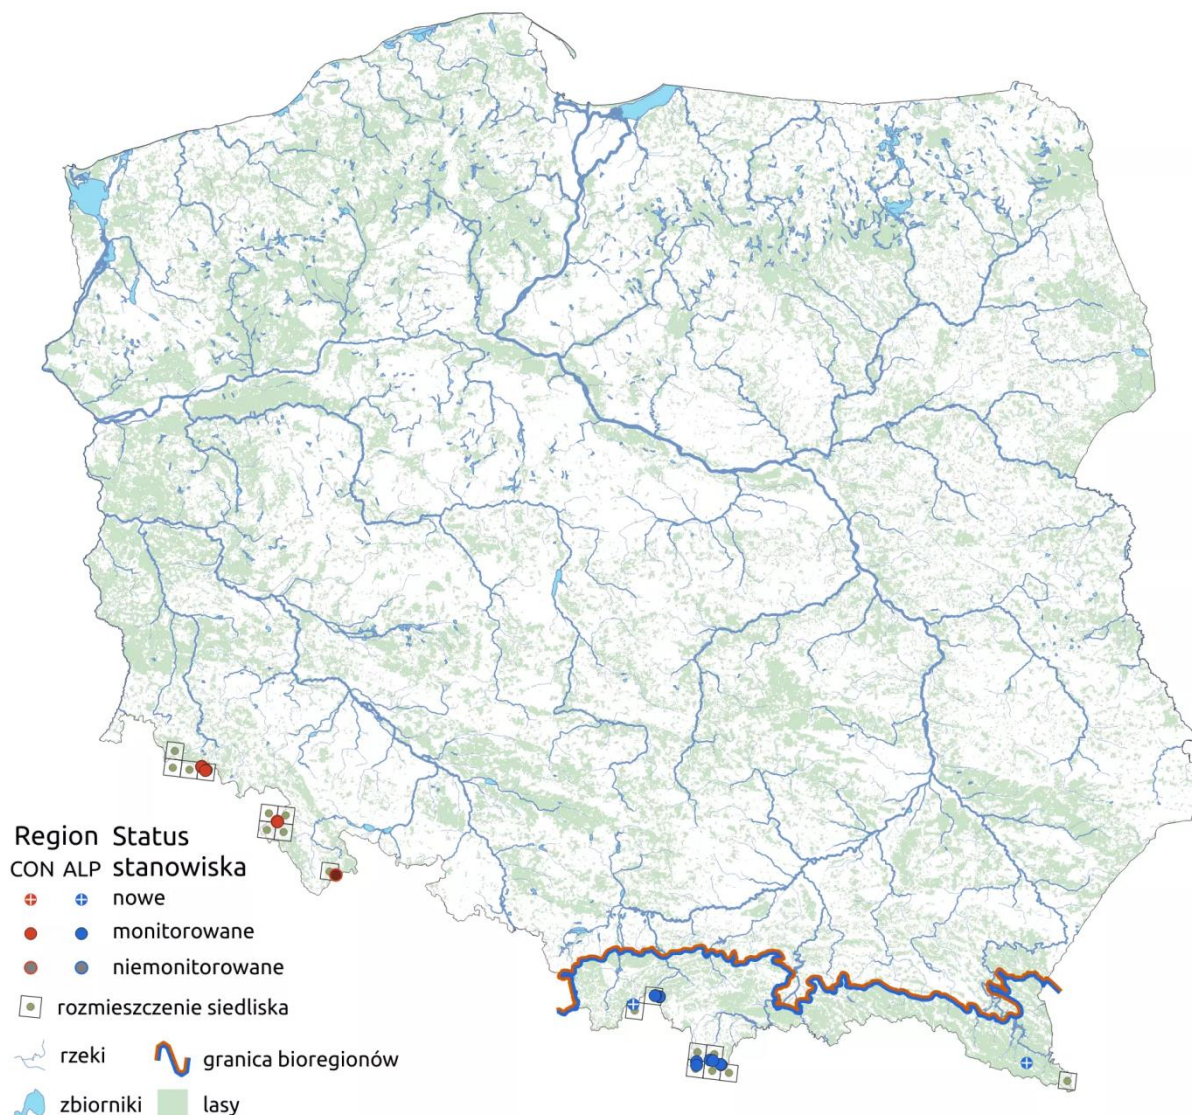 Region Status
CON ALP stanowiska
nowe
monitorowane
niemonitorowane
rozmieszczenie siedliska
rzeki granica bioregionów
zbiorniki lasy